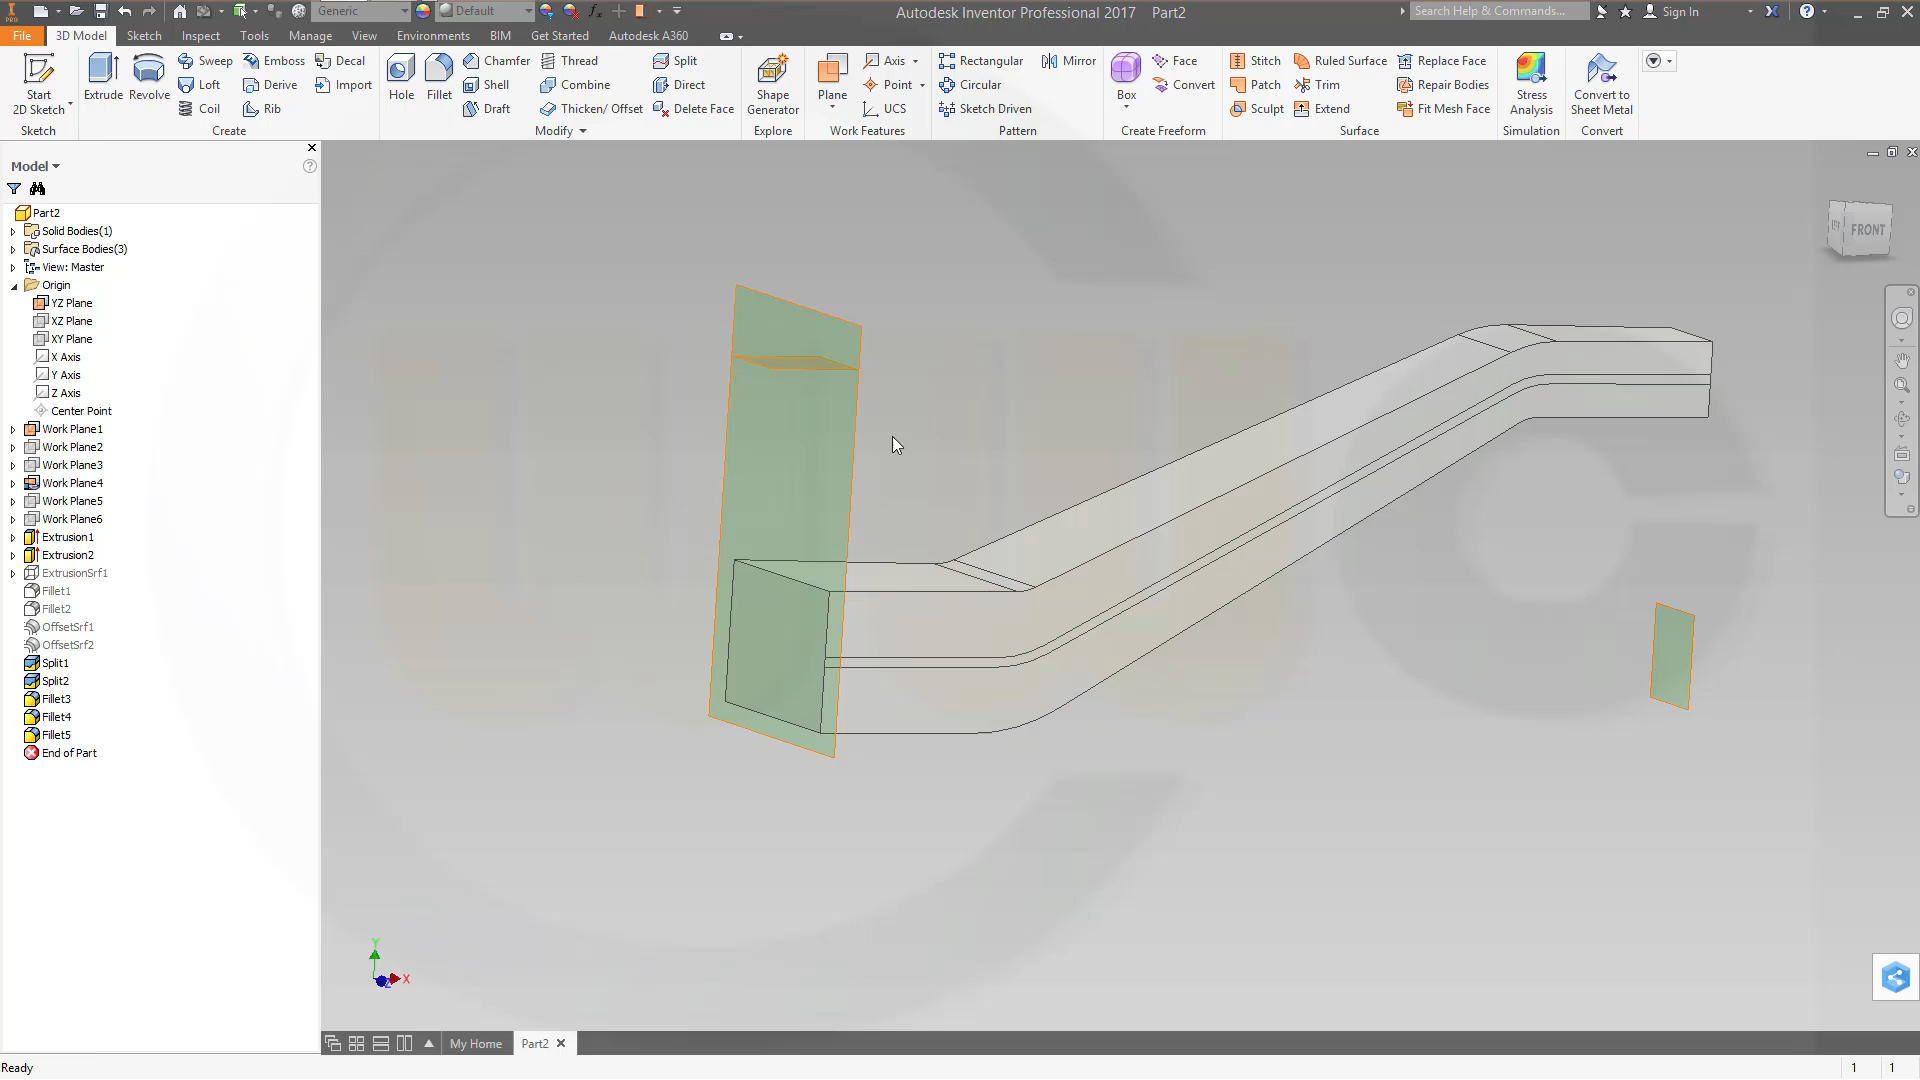 PRO
Generic
Default
Autodesk Inventor Professional 2017 Part2
Search Help & Commands...
Sign In
File
3D Model
Sketch
Inspect
Tools
Manage
View
Environments
BIM
Get Started
Autodesk A360
Start
2D Sketch
Sketch
Extrude
Revolve
Sweep
Loft
Coil
Emboss
Derive
Rib
Decal
Import
Create
Hole
Fillet
Chamfer
Shell
Draft
Thread
Combine
Thicken/ Offset
Split
Direct
Delete Face
Modify
Shape
Generator
Explore
Plane
Axis
Point
UCS
Work Features
Rectangular
Circular
Sketch Driven
Mirror
Pattern
Box
Face
Convert
Create Freeform
Stitch
Patch
Sculpt
Ruled Surface
Trim
Extend
Replace Face
Repair Bodies
Fit Mesh Face
Surface
Stress
Analysis
Simulation
Convert to
Sheet Metal
Convert
Model
Part2
Solid Bodies(1)
Surface Bodies(3)
View: Master
Origin
YZ Plane
XZ Plane
XY Plane
X Axis
Y Axis
Z Axis
Center Point
Work Plane1
Work Plane2
Work Plane3
Work Plane4
Work Plane5
Work Plane6
Extrusion1
Extrusion2
ExtrusionSrf1
Fillet1
Fillet2
OffsetSrf1
OffsetSrf2
Split1
Split2
Fillet3
Fillet4
Fillet5
End of Part
FRONT
Y
X
Z
My Home
Part2
Ready
1 1